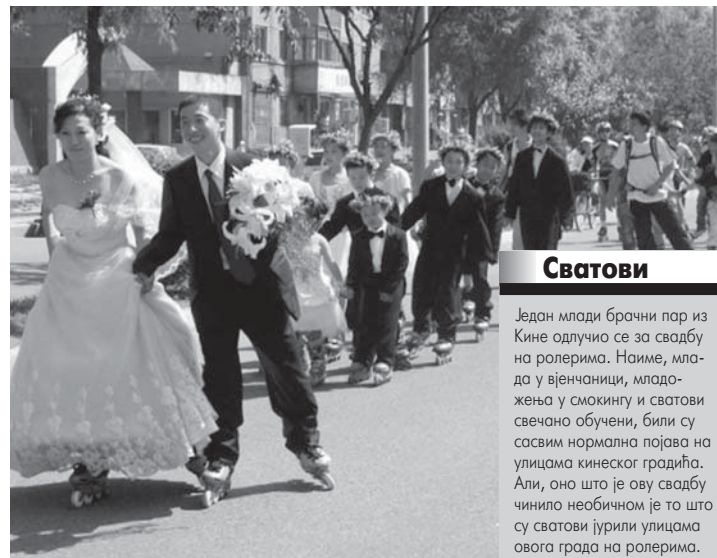 Сватови
Један млади брачни пар из
Кине одлучио се за свадбу
на ролерима. Наиме, мла-
да у вјенчаници, младо-
жења у смокингу и сватови
свечано обучени, били су
сасвим нормална појава на
улицама кинеског градића.
Али, оно што је ову свадбу
чинило необичном је то што
су сватови јурили улицама
овога града на ролерима.